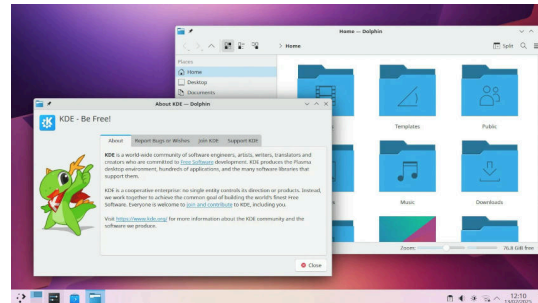 Home — Dolphin
Home
Split
Places
Home
Desktop
Documents
Templates
Public
Music
Downloads
Zoom:
76.8 GiB free
About KDE — Dolphin
KDE - Be Free!
About
Report Bugs or Wishes
Join KDE
Support KDE
KDE is a world-wide community of software engineers, artists, writers, translators and
creators who are committed to Free Software development. KDE produces the Plasma
desktop environment, hundreds of applications, and the many software libraries that
support them.
KDE is a cooperative enterprise: no single entity controls its direction or products. Instead,
we work together to achieve the common goal of building the world's finest Free
Software. Everyone is welcome to join and contribute to KDE, including you.
Visit https://www.kde.org/ for more information about the KDE community and the
software we produce.
Close
12:10
13/02/2025